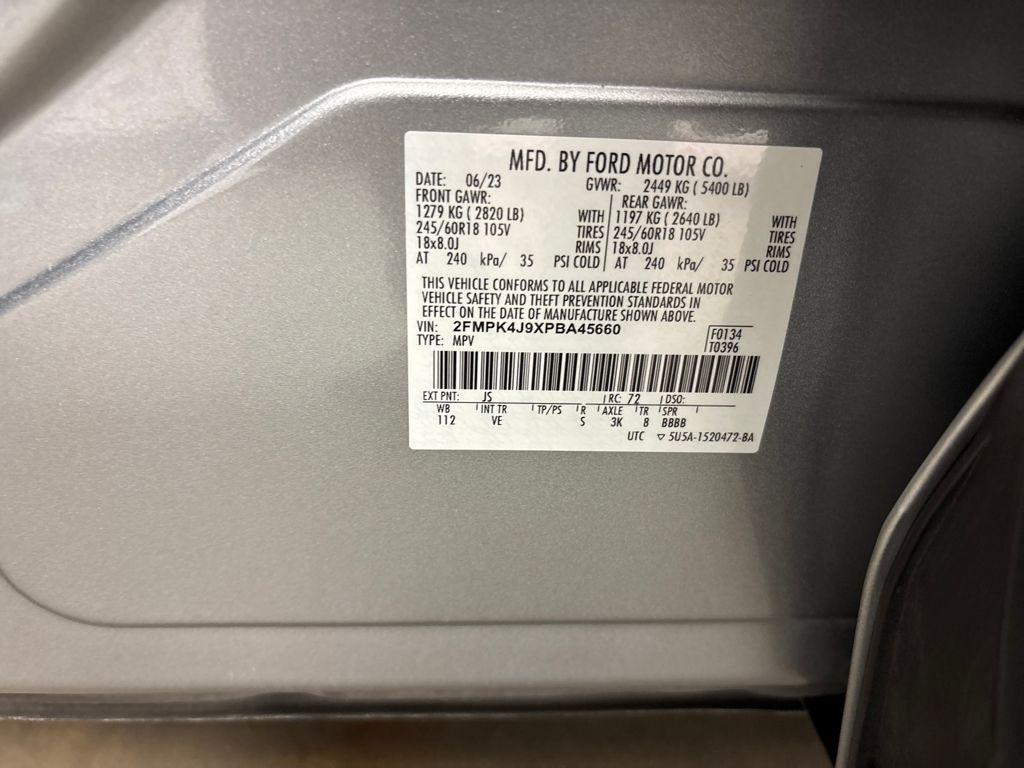 MFD. BY FORD MOTOR CO.
DATE: 06/23 GVWR: 2449 KG ( 5400 LB)
FRONT GAWR: REAR GAWR:
1279 KG ( 2820 LB) WITH 1197 KG ( 2640 LB) WITH
245/60R18 105V TIRES 245/60R18 105V TIRES
18x8.0J RIMS 18x8.0J RIMS
AT 240 kPa/ 35 PSI COLD AT 240 kPa/ 35 PSI COLD
THIS VEHICLE CONFORMS TO ALL APPLICABLE FEDERAL MOTOR
VEHICLE SAFETY AND THEFT PREVENTION STANDARDS IN
EFFECT ON THE DATE OF MANUFACTURE SHOWN ABOVE.
VIN: 2FMPK4J9XPBA45660 F0134
TYPE: MPV T0396
EXT PNT: JS RC: 72 DSO:
WB INT TR TP/PS R AXLE TR SPR
112 VE S 3K 8 BBBB
UTC ▽ 5U5A-1520472-BA